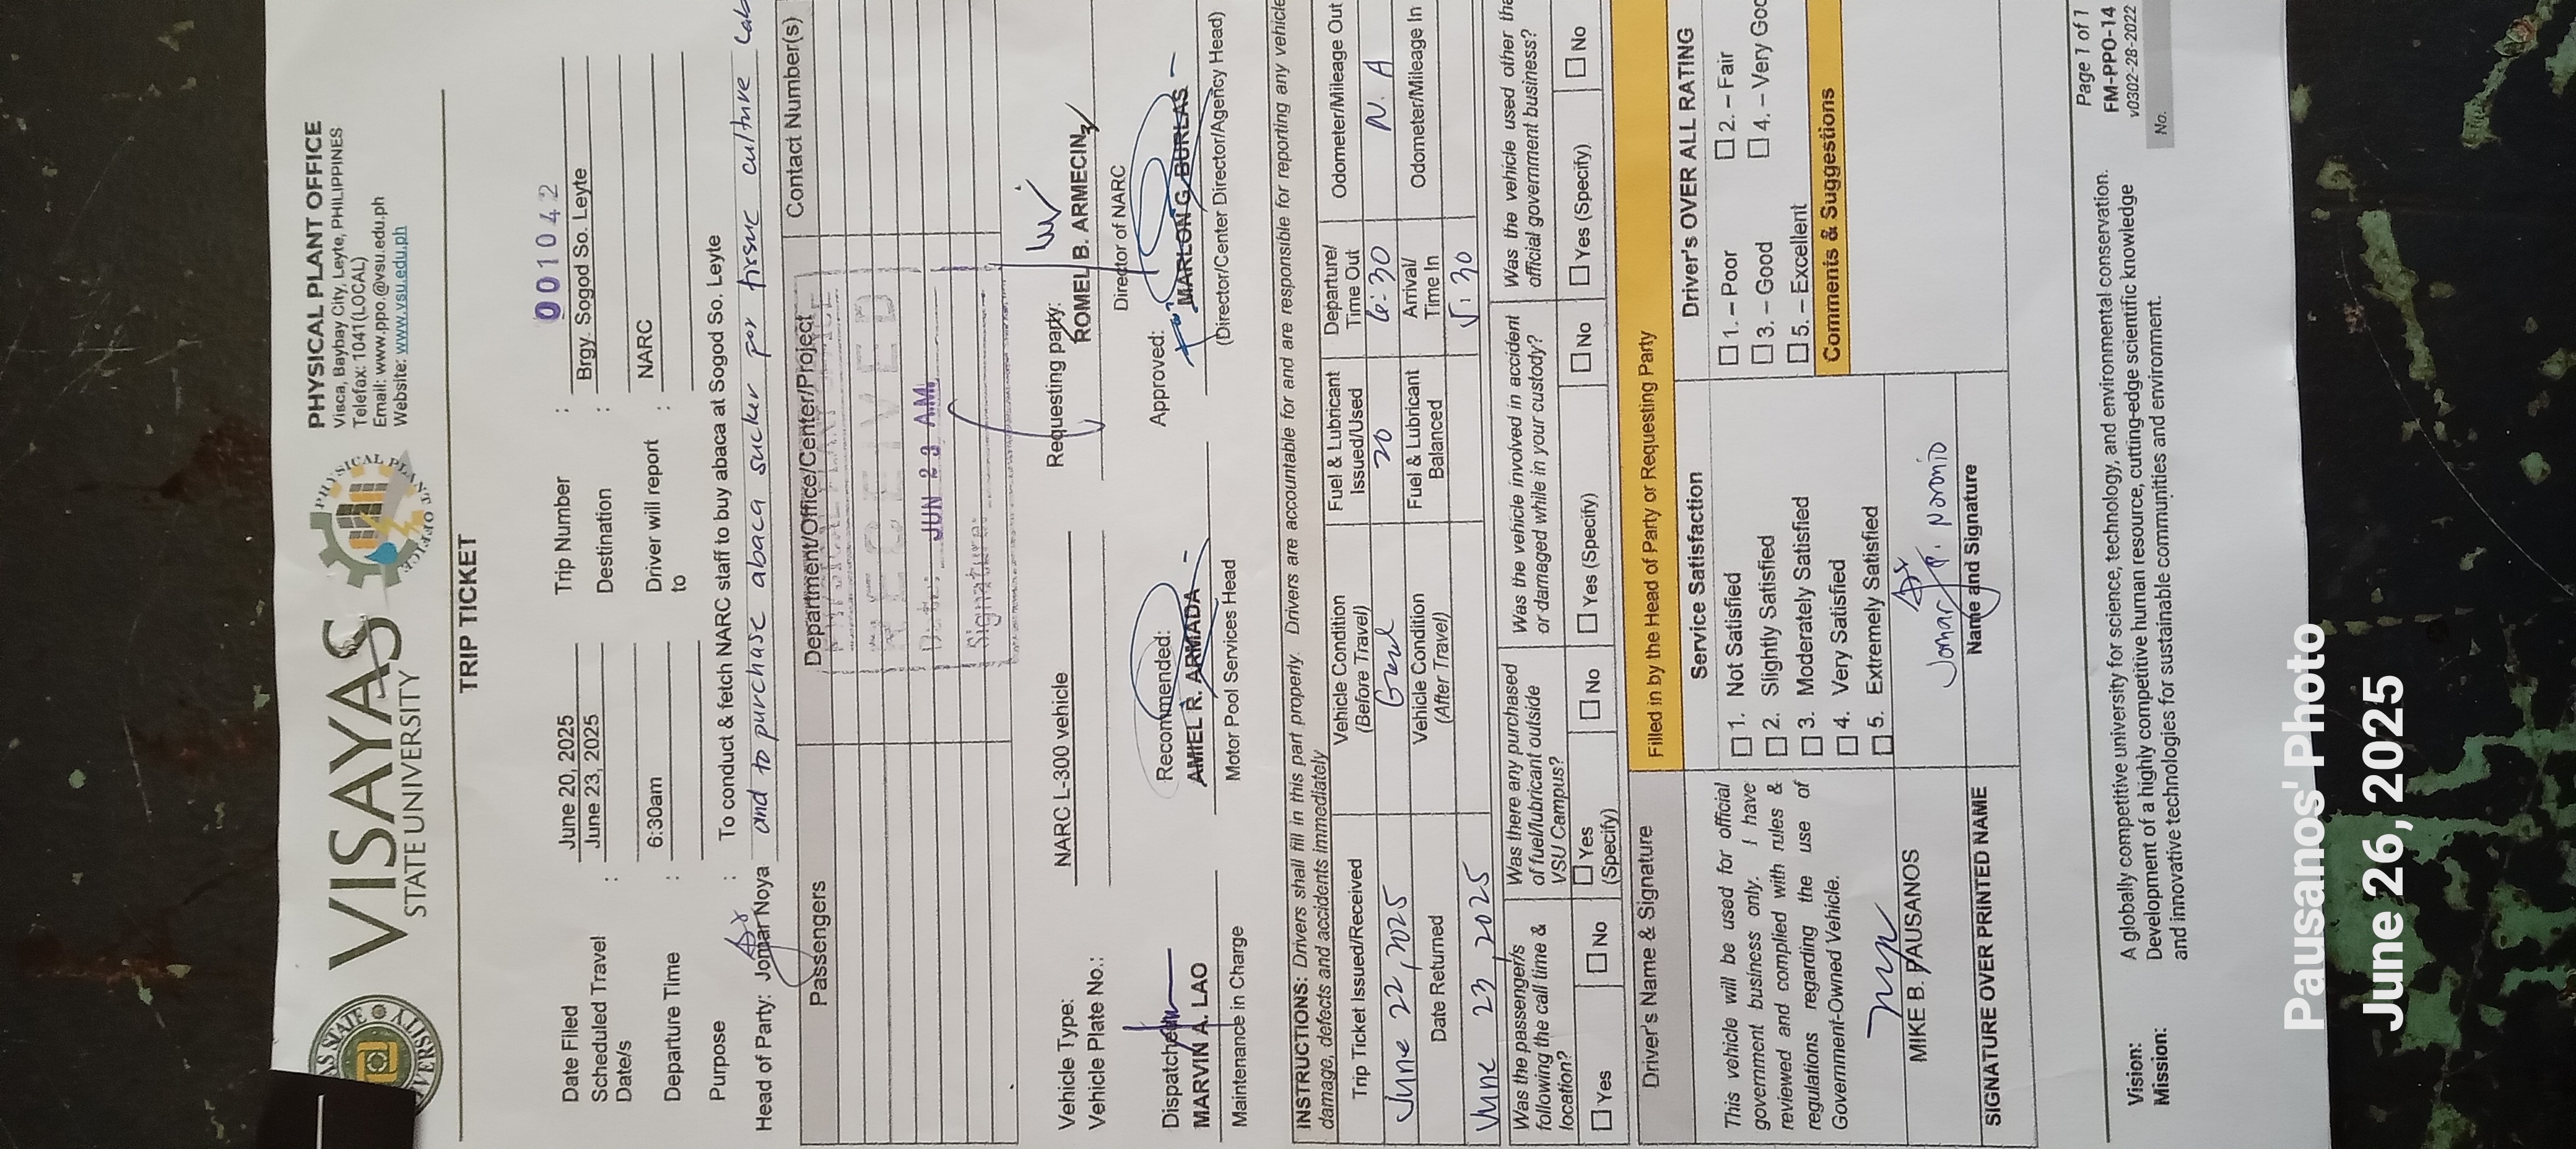 VISAYAS
STATE UNIVERSITY
PHYSICAL PLANT OFFICE
Visca, Baybay City, Leyte, PHILIPPINES
Telefax: 1041(LOCAL)
Email: www.ppo.@vsu.edu.ph
Website: www.vsu.edu.ph
TRIP TICKET
001042
Date Filed : June 20, 2025 Trip Number :
Scheduled Travel Date/s : June 23, 2025 Destination : Brgy. Sogod So. Leyte
Departure Time : 6:30am Driver will report to : NARC
Purpose : To conduct & fetch NARC staff to buy abaca at Sogod So. Leyte
Head of Party: Jomar Noya and to purchase abaca sucker por tissue culture Lab
Passengers Department/Office/Center/Project Contact Number(s)
RECEIVED
Date: JUN 23 AM
Signature:
Vehicle Type: NARC L-300 vehicle Requesting party:
Vehicle Plate No.: ROMEL B. ARMECIN
Director of NARC
Dispatcher Recommended: Approved:
MARVIN A. LAO AMIEL R. ARMADA MARLON G. BURLAS
Maintenance in Charge Motor Pool Services Head (Director/Center Director/Agency Head)
INSTRUCTIONS: Drivers shall fill in this part properly. Drivers are accountable for and are responsible for reporting any vehicle
damage, defects and accidents immediately
Trip Ticket Issued/Received Vehicle Condition (Before Travel) Fuel & Lubricant Issued/Used Departure/ Time Out Odometer/Mileage Out
June 22, 2025 Good 20 6:30 N.A
Date Returned Vehicle Condition (After Travel) Fuel & Lubricant Balanced Arrival/ Time In Odometer/Mileage In
June 23, 2025 5:30
Was the passenger/s following the call time & location? Was there any purchased of fuel/lubricant outside VSU Campus? Was the vehicle involved in accident or damaged while in your custody? Was the vehicle used other the official government business?
Yes No Yes (Specify) No Yes (Specify) No Yes (Specify) No
Driver's Name & Signature Filled in by the Head of Party or Requesting Party
This vehicle will be used for official
government business only. I have
reviewed and complied with rules &
regulations regarding the use of
Government-Owned Vehicle.
MIKE B. PAUSANOS
SIGNATURE OVER PRINTED NAME
Service Satisfaction
1. Not Satisfied
2. Slightly Satisfied
3. Moderately Satisfied
4. Very Satisfied
5. Extremely Satisfied
Name and Signature
Driver's OVER ALL RATING
1. – Poor 2. – Fair
3. – Good 4. – Very Goo
5. – Excellent
Comments & Suggestions
Vision: A globally competitive university for science, technology, and environmental conservation.
Mission: Development of a highly competitive human resource, cutting-edge scientific knowledge
and innovative technologies for sustainable communities and environment.
Page 1 of 1
FM-PPO-14
v0302-28-2022
No.
Pausanos' Photo
June 26, 2025